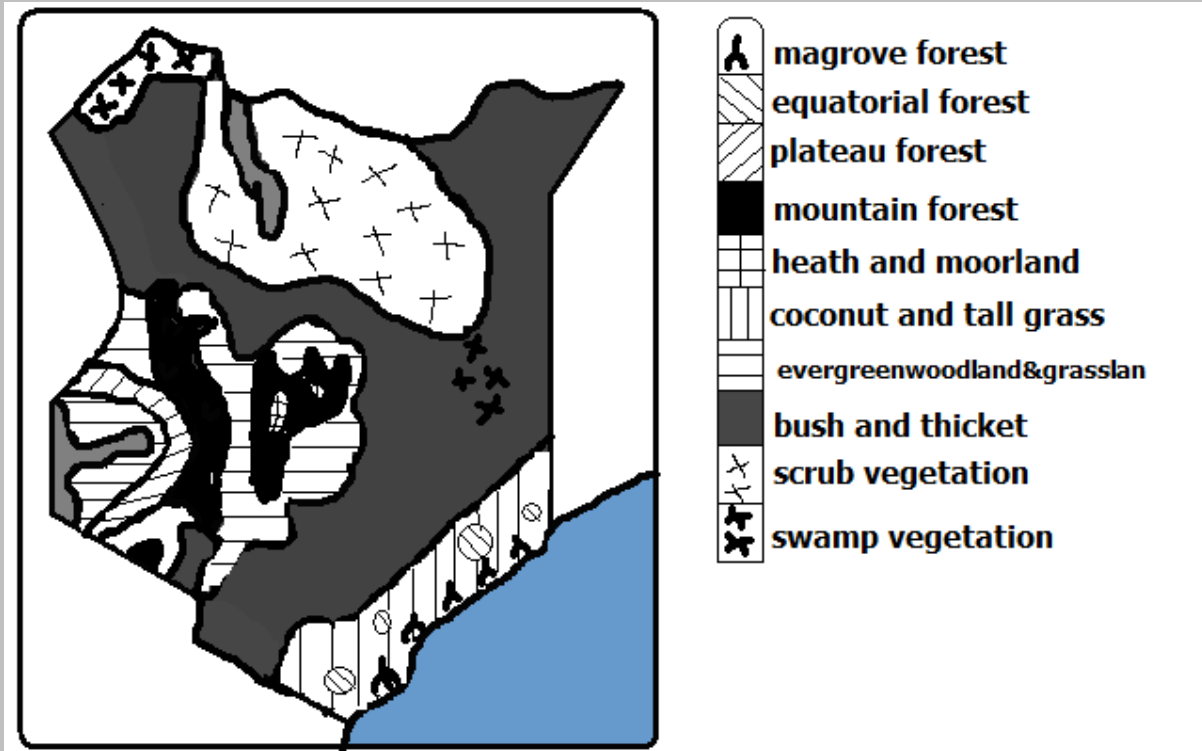 magrove forest
equatorial forest
plateau forest
mountain forest
heath and moorland
coconut and tall grass
evergreenwoodland&grasslan
bush and thicket
scrub vegetation
swamp vegetation